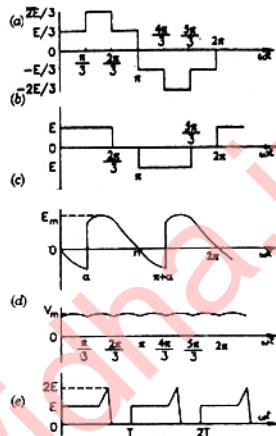 (a)
2E/3
E/3
0
-E/3
-2E/3
π/3 2π/3 π 4π/3 5π/3 2π ωt
(b)
E
0
E
2π/3 π 4π/3 2π ωt
(c)
Em
0
α π π+α 2π ωt
(d)
Vm
0
π/3 2π/3 π 4π/3 5π/3 2π ωt
(e)
2E
E
0
T 2T ωt